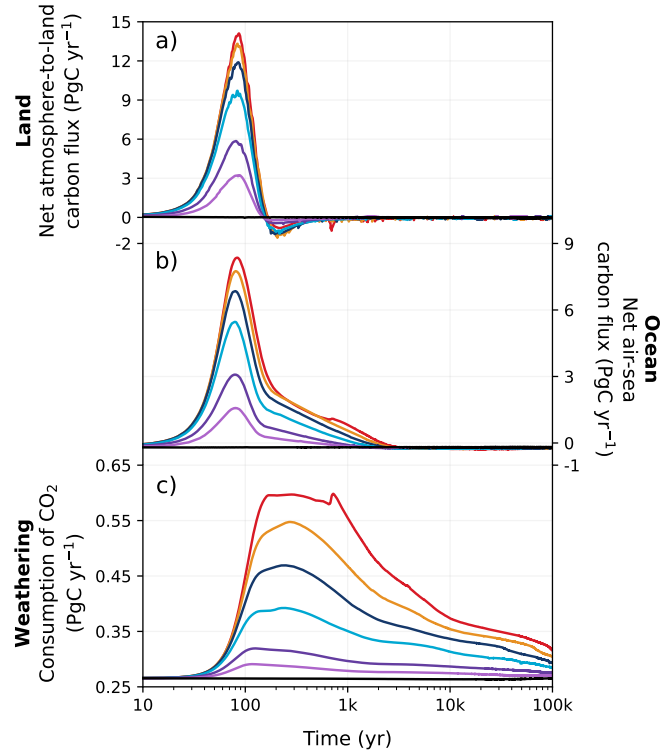 Land
Net atmosphere-to-land
carbon flux (PgC yr⁻¹)
a)
15
12
9
6
3
0
-2
b)
9
6
3
0
-1
Ocean
Net air-sea
carbon flux (PgC yr⁻¹)
Weathering
Consumption of CO₂
(PgC yr⁻¹)
c)
0.65
0.55
0.45
0.35
0.25
10 100 1k 10k 100k
Time (yr)